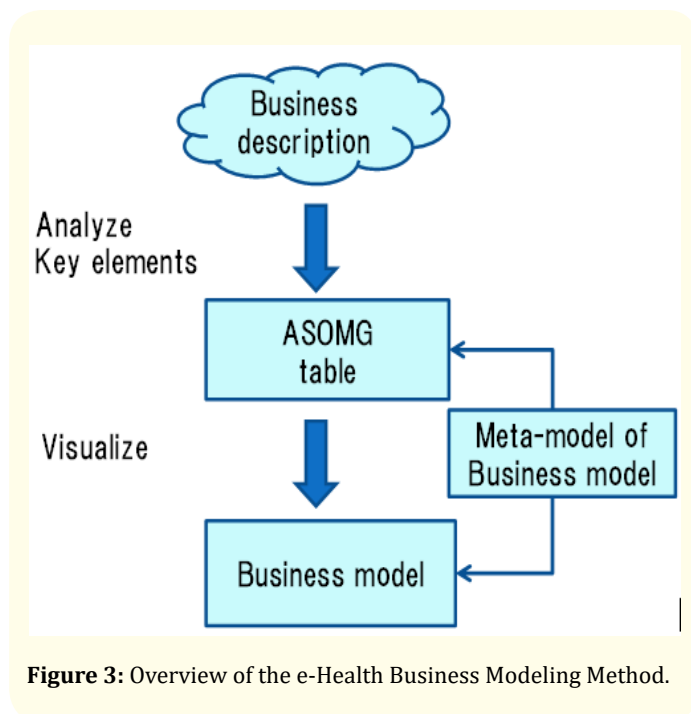 Business
description
Analyze
Key elements
ASOMG
table
Meta-model of
Business model
Visualize
Business model
Figure 3: Overview of the e-Health Business Modeling Method.